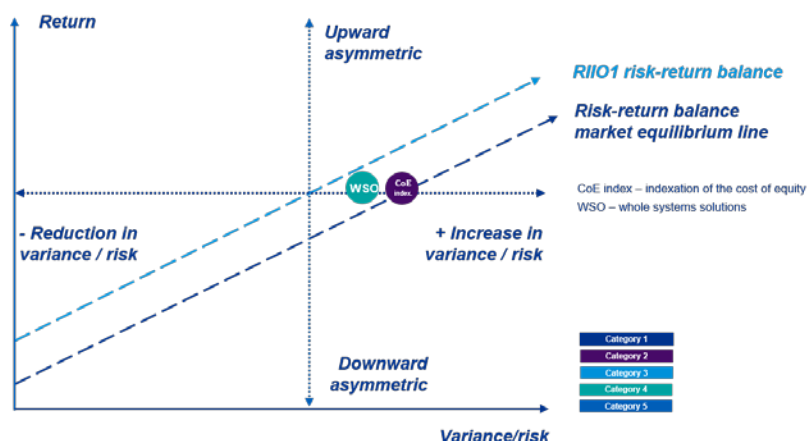 Return
Upward
asymmetric
RIIO1 risk-return balance
Risk-return balance
market equilibrium line
WSO
CoE
index.
CoE index – indexation of the cost of equity
WSO – whole systems solutions
- Reduction in
variance / risk
+ Increase in
variance / risk
Downward
asymmetric
Category 1
Category 2
Category 3
Category 4
Category 5
Variance/risk